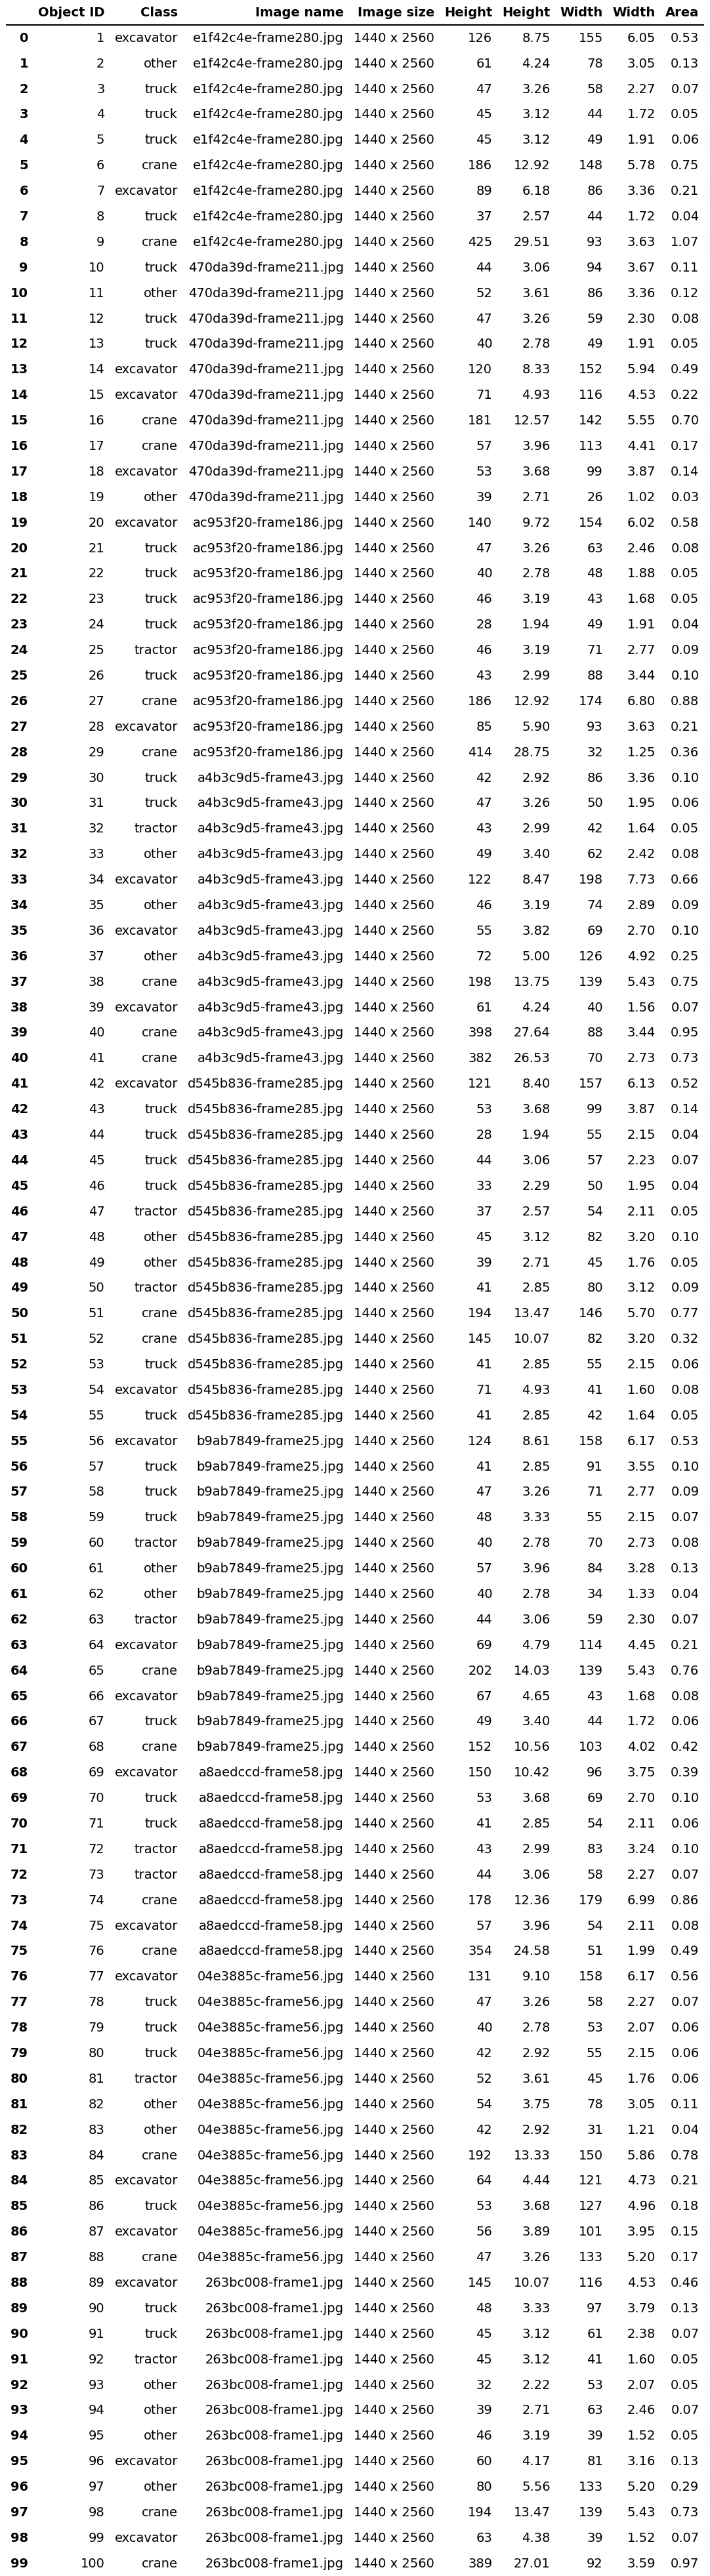 Object ID Class Image name Image size Height Height Width Width Area
0 1 excavator e1f42c4e-frame280.jpg 1440 x 2560 126 8.75 155 6.05 0.53
1 2 other e1f42c4e-frame280.jpg 1440 x 2560 61 4.24 78 3.05 0.13
2 3 truck e1f42c4e-frame280.jpg 1440 x 2560 47 3.26 58 2.27 0.07
3 4 truck e1f42c4e-frame280.jpg 1440 x 2560 45 3.12 44 1.72 0.05
4 5 truck e1f42c4e-frame280.jpg 1440 x 2560 45 3.12 49 1.91 0.06
5 6 crane e1f42c4e-frame280.jpg 1440 x 2560 186 12.92 148 5.78 0.75
6 7 excavator e1f42c4e-frame280.jpg 1440 x 2560 89 6.18 86 3.36 0.21
7 8 truck e1f42c4e-frame280.jpg 1440 x 2560 37 2.57 44 1.72 0.04
8 9 crane e1f42c4e-frame280.jpg 1440 x 2560 425 29.51 93 3.63 1.07
9 10 truck 470da39d-frame211.jpg 1440 x 2560 44 3.06 94 3.67 0.11
10 11 other 470da39d-frame211.jpg 1440 x 2560 52 3.61 86 3.36 0.12
11 12 truck 470da39d-frame211.jpg 1440 x 2560 47 3.26 59 2.30 0.08
12 13 truck 470da39d-frame211.jpg 1440 x 2560 40 2.78 49 1.91 0.05
13 14 excavator 470da39d-frame211.jpg 1440 x 2560 120 8.33 152 5.94 0.49
14 15 excavator 470da39d-frame211.jpg 1440 x 2560 71 4.93 116 4.53 0.22
15 16 crane 470da39d-frame211.jpg 1440 x 2560 181 12.57 142 5.55 0.70
16 17 crane 470da39d-frame211.jpg 1440 x 2560 57 3.96 113 4.41 0.17
17 18 excavator 470da39d-frame211.jpg 1440 x 2560 53 3.68 99 3.87 0.14
18 19 other 470da39d-frame211.jpg 1440 x 2560 39 2.71 26 1.02 0.03
19 20 excavator ac953f20-frame186.jpg 1440 x 2560 140 9.72 154 6.02 0.58
20 21 truck ac953f20-frame186.jpg 1440 x 2560 47 3.26 63 2.46 0.08
21 22 truck ac953f20-frame186.jpg 1440 x 2560 40 2.78 48 1.88 0.05
22 23 truck ac953f20-frame186.jpg 1440 x 2560 46 3.19 43 1.68 0.05
23 24 truck ac953f20-frame186.jpg 1440 x 2560 28 1.94 49 1.91 0.04
24 25 tractor ac953f20-frame186.jpg 1440 x 2560 46 3.19 71 2.77 0.09
25 26 truck ac953f20-frame186.jpg 1440 x 2560 43 2.99 88 3.44 0.10
26 27 crane ac953f20-frame186.jpg 1440 x 2560 186 12.92 174 6.80 0.88
27 28 excavator ac953f20-frame186.jpg 1440 x 2560 85 5.90 93 3.63 0.21
28 29 crane ac953f20-frame186.jpg 1440 x 2560 414 28.75 32 1.25 0.36
29 30 truck a4b3c9d5-frame43.jpg 1440 x 2560 42 2.92 86 3.36 0.10
30 31 truck a4b3c9d5-frame43.jpg 1440 x 2560 47 3.26 50 1.95 0.06
31 32 tractor a4b3c9d5-frame43.jpg 1440 x 2560 43 2.99 42 1.64 0.05
32 33 other a4b3c9d5-frame43.jpg 1440 x 2560 49 3.40 62 2.42 0.08
33 34 excavator a4b3c9d5-frame43.jpg 1440 x 2560 122 8.47 198 7.73 0.66
34 35 other a4b3c9d5-frame43.jpg 1440 x 2560 46 3.19 74 2.89 0.09
35 36 excavator a4b3c9d5-frame43.jpg 1440 x 2560 55 3.82 69 2.70 0.10
36 37 other a4b3c9d5-frame43.jpg 1440 x 2560 72 5.00 126 4.92 0.25
37 38 crane a4b3c9d5-frame43.jpg 1440 x 2560 198 13.75 139 5.43 0.75
38 39 excavator a4b3c9d5-frame43.jpg 1440 x 2560 61 4.24 40 1.56 0.07
39 40 crane a4b3c9d5-frame43.jpg 1440 x 2560 398 27.64 88 3.44 0.95
40 41 crane a4b3c9d5-frame43.jpg 1440 x 2560 382 26.53 70 2.73 0.73
41 42 excavator d545b836-frame285.jpg 1440 x 2560 121 8.40 157 6.13 0.52
42 43 truck d545b836-frame285.jpg 1440 x 2560 53 3.68 99 3.87 0.14
43 44 truck d545b836-frame285.jpg 1440 x 2560 28 1.94 55 2.15 0.04
44 45 truck d545b836-frame285.jpg 1440 x 2560 44 3.06 57 2.23 0.07
45 46 truck d545b836-frame285.jpg 1440 x 2560 33 2.29 50 1.95 0.04
46 47 tractor d545b836-frame285.jpg 1440 x 2560 37 2.57 54 2.11 0.05
47 48 other d545b836-frame285.jpg 1440 x 2560 45 3.12 82 3.20 0.10
48 49 other d545b836-frame285.jpg 1440 x 2560 39 2.71 45 1.76 0.05
49 50 tractor d545b836-frame285.jpg 1440 x 2560 41 2.85 80 3.12 0.09
50 51 crane d545b836-frame285.jpg 1440 x 2560 194 13.47 146 5.70 0.77
51 52 crane d545b836-frame285.jpg 1440 x 2560 145 10.07 82 3.20 0.32
52 53 truck d545b836-frame285.jpg 1440 x 2560 41 2.85 55 2.15 0.06
53 54 excavator d545b836-frame285.jpg 1440 x 2560 71 4.93 41 1.60 0.08
54 55 truck d545b836-frame285.jpg 1440 x 2560 41 2.85 42 1.64 0.05
55 56 excavator b9ab7849-frame25.jpg 1440 x 2560 124 8.61 158 6.17 0.53
56 57 truck b9ab7849-frame25.jpg 1440 x 2560 41 2.85 91 3.55 0.10
57 58 truck b9ab7849-frame25.jpg 1440 x 2560 47 3.26 71 2.77 0.09
58 59 truck b9ab7849-frame25.jpg 1440 x 2560 48 3.33 55 2.15 0.07
59 60 tractor b9ab7849-frame25.jpg 1440 x 2560 40 2.78 70 2.73 0.08
60 61 other b9ab7849-frame25.jpg 1440 x 2560 57 3.96 84 3.28 0.13
61 62 other b9ab7849-frame25.jpg 1440 x 2560 40 2.78 34 1.33 0.04
62 63 tractor b9ab7849-frame25.jpg 1440 x 2560 44 3.06 59 2.30 0.07
63 64 excavator b9ab7849-frame25.jpg 1440 x 2560 69 4.79 114 4.45 0.21
64 65 crane b9ab7849-frame25.jpg 1440 x 2560 202 14.03 139 5.43 0.76
65 66 excavator b9ab7849-frame25.jpg 1440 x 2560 67 4.65 43 1.68 0.08
66 67 truck b9ab7849-frame25.jpg 1440 x 2560 49 3.40 44 1.72 0.06
67 68 crane b9ab7849-frame25.jpg 1440 x 2560 152 10.56 103 4.02 0.42
68 69 excavator a8aedccd-frame58.jpg 1440 x 2560 150 10.42 96 3.75 0.39
69 70 truck a8aedccd-frame58.jpg 1440 x 2560 53 3.68 69 2.70 0.10
70 71 truck a8aedccd-frame58.jpg 1440 x 2560 41 2.85 54 2.11 0.06
71 72 tractor a8aedccd-frame58.jpg 1440 x 2560 43 2.99 83 3.24 0.10
72 73 tractor a8aedccd-frame58.jpg 1440 x 2560 44 3.06 58 2.27 0.07
73 74 crane a8aedccd-frame58.jpg 1440 x 2560 178 12.36 179 6.99 0.86
74 75 excavator a8aedccd-frame58.jpg 1440 x 2560 57 3.96 54 2.11 0.08
75 76 crane a8aedccd-frame58.jpg 1440 x 2560 354 24.58 51 1.99 0.49
76 77 excavator 04e3885c-frame56.jpg 1440 x 2560 131 9.10 158 6.17 0.56
77 78 truck 04e3885c-frame56.jpg 1440 x 2560 47 3.26 58 2.27 0.07
78 79 truck 04e3885c-frame56.jpg 1440 x 2560 40 2.78 53 2.07 0.06
79 80 truck 04e3885c-frame56.jpg 1440 x 2560 42 2.92 55 2.15 0.06
80 81 tractor 04e3885c-frame56.jpg 1440 x 2560 52 3.61 45 1.76 0.06
81 82 other 04e3885c-frame56.jpg 1440 x 2560 54 3.75 78 3.05 0.11
82 83 other 04e3885c-frame56.jpg 1440 x 2560 42 2.92 31 1.21 0.04
83 84 crane 04e3885c-frame56.jpg 1440 x 2560 192 13.33 150 5.86 0.78
84 85 excavator 04e3885c-frame56.jpg 1440 x 2560 64 4.44 121 4.73 0.21
85 86 truck 04e3885c-frame56.jpg 1440 x 2560 53 3.68 127 4.96 0.18
86 87 excavator 04e3885c-frame56.jpg 1440 x 2560 56 3.89 101 3.95 0.15
87 88 crane 04e3885c-frame56.jpg 1440 x 2560 47 3.26 133 5.20 0.17
88 89 excavator 263bc008-frame1.jpg 1440 x 2560 145 10.07 116 4.53 0.46
89 90 truck 263bc008-frame1.jpg 1440 x 2560 48 3.33 97 3.79 0.13
90 91 truck 263bc008-frame1.jpg 1440 x 2560 45 3.12 61 2.38 0.07
91 92 tractor 263bc008-frame1.jpg 1440 x 2560 45 3.12 41 1.60 0.05
92 93 other 263bc008-frame1.jpg 1440 x 2560 32 2.22 53 2.07 0.05
93 94 other 263bc008-frame1.jpg 1440 x 2560 39 2.71 63 2.46 0.07
94 95 other 263bc008-frame1.jpg 1440 x 2560 46 3.19 39 1.52 0.05
95 96 excavator 263bc008-frame1.jpg 1440 x 2560 60 4.17 81 3.16 0.13
96 97 other 263bc008-frame1.jpg 1440 x 2560 80 5.56 133 5.20 0.29
97 98 crane 263bc008-frame1.jpg 1440 x 2560 194 13.47 139 5.43 0.73
98 99 excavator 263bc008-frame1.jpg 1440 x 2560 63 4.38 39 1.52 0.07
99 100 crane 263bc008-frame1.jpg 1440 x 2560 389 27.01 92 3.59 0.97